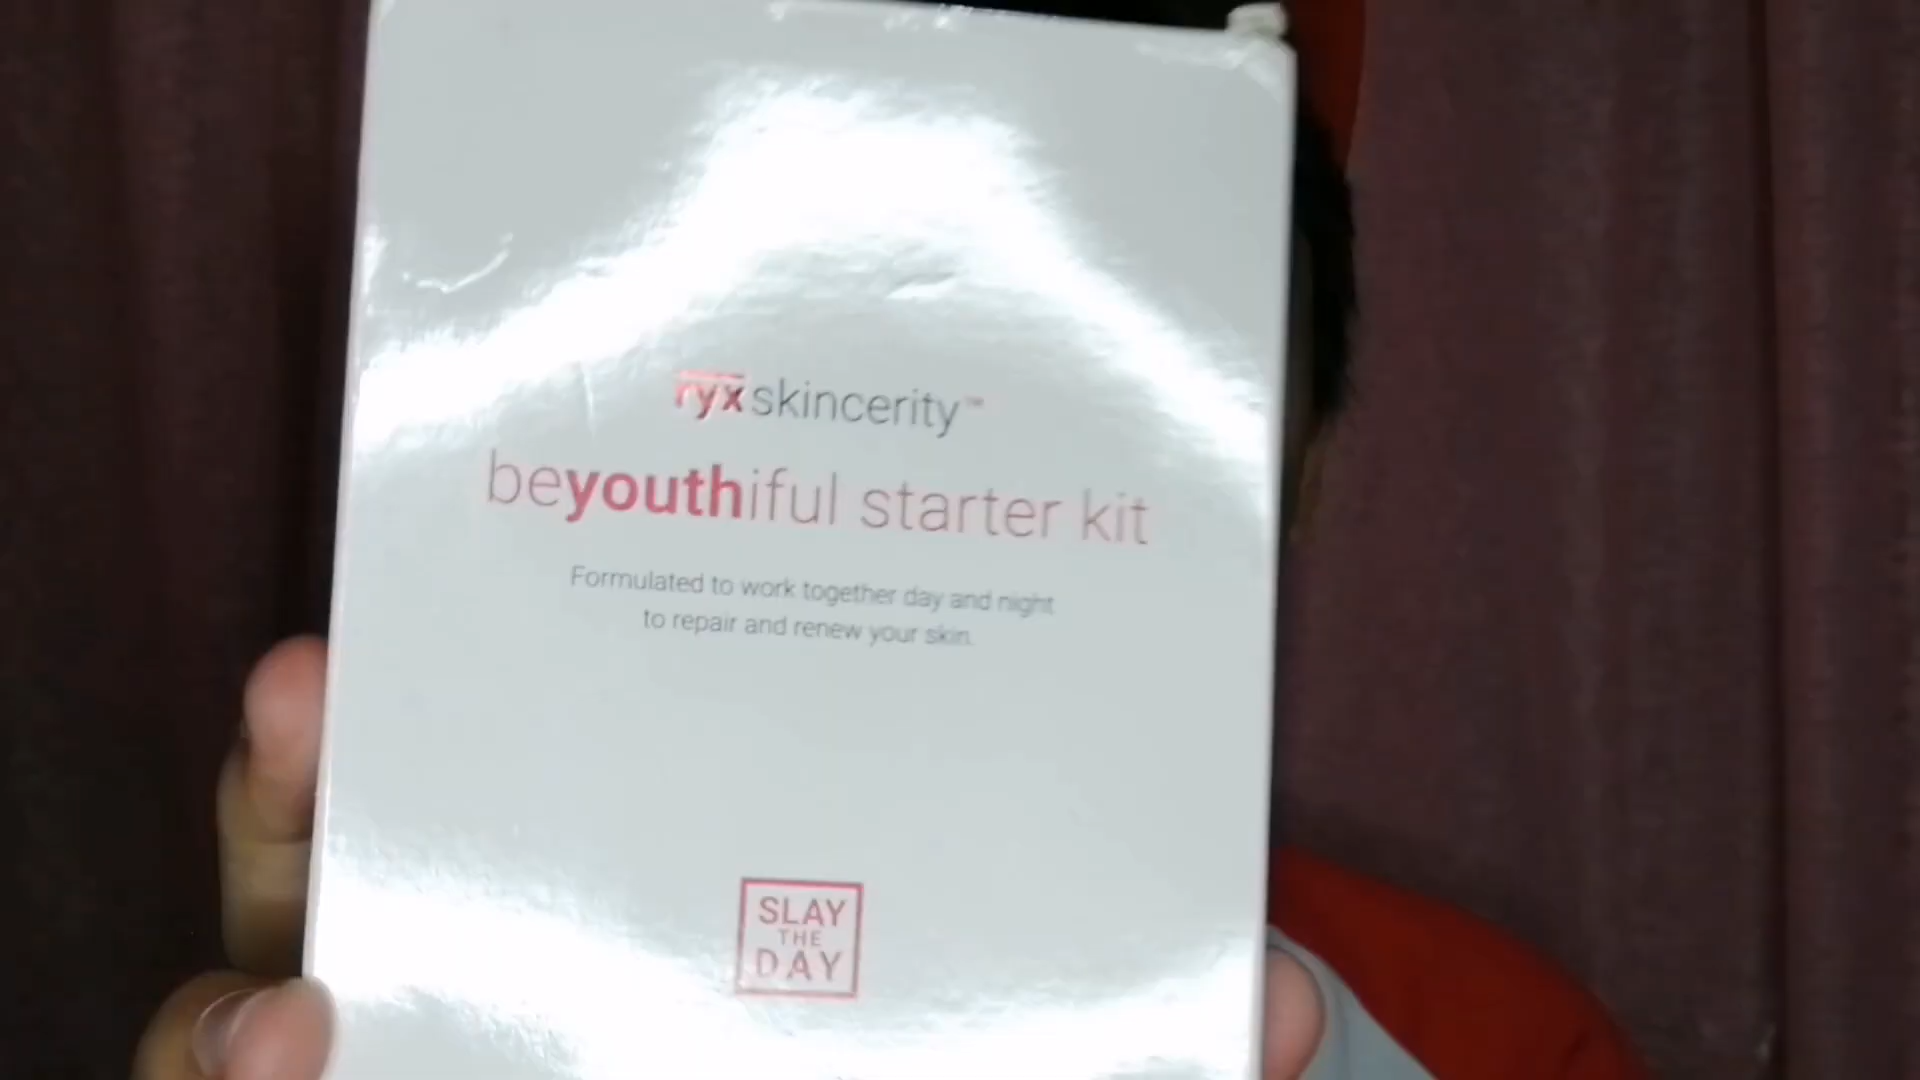 ryxskincerity™
beyouthiful starter kit
Formulated to work together day and night
to repair and renew your skin.
SLAY
THE
DAY